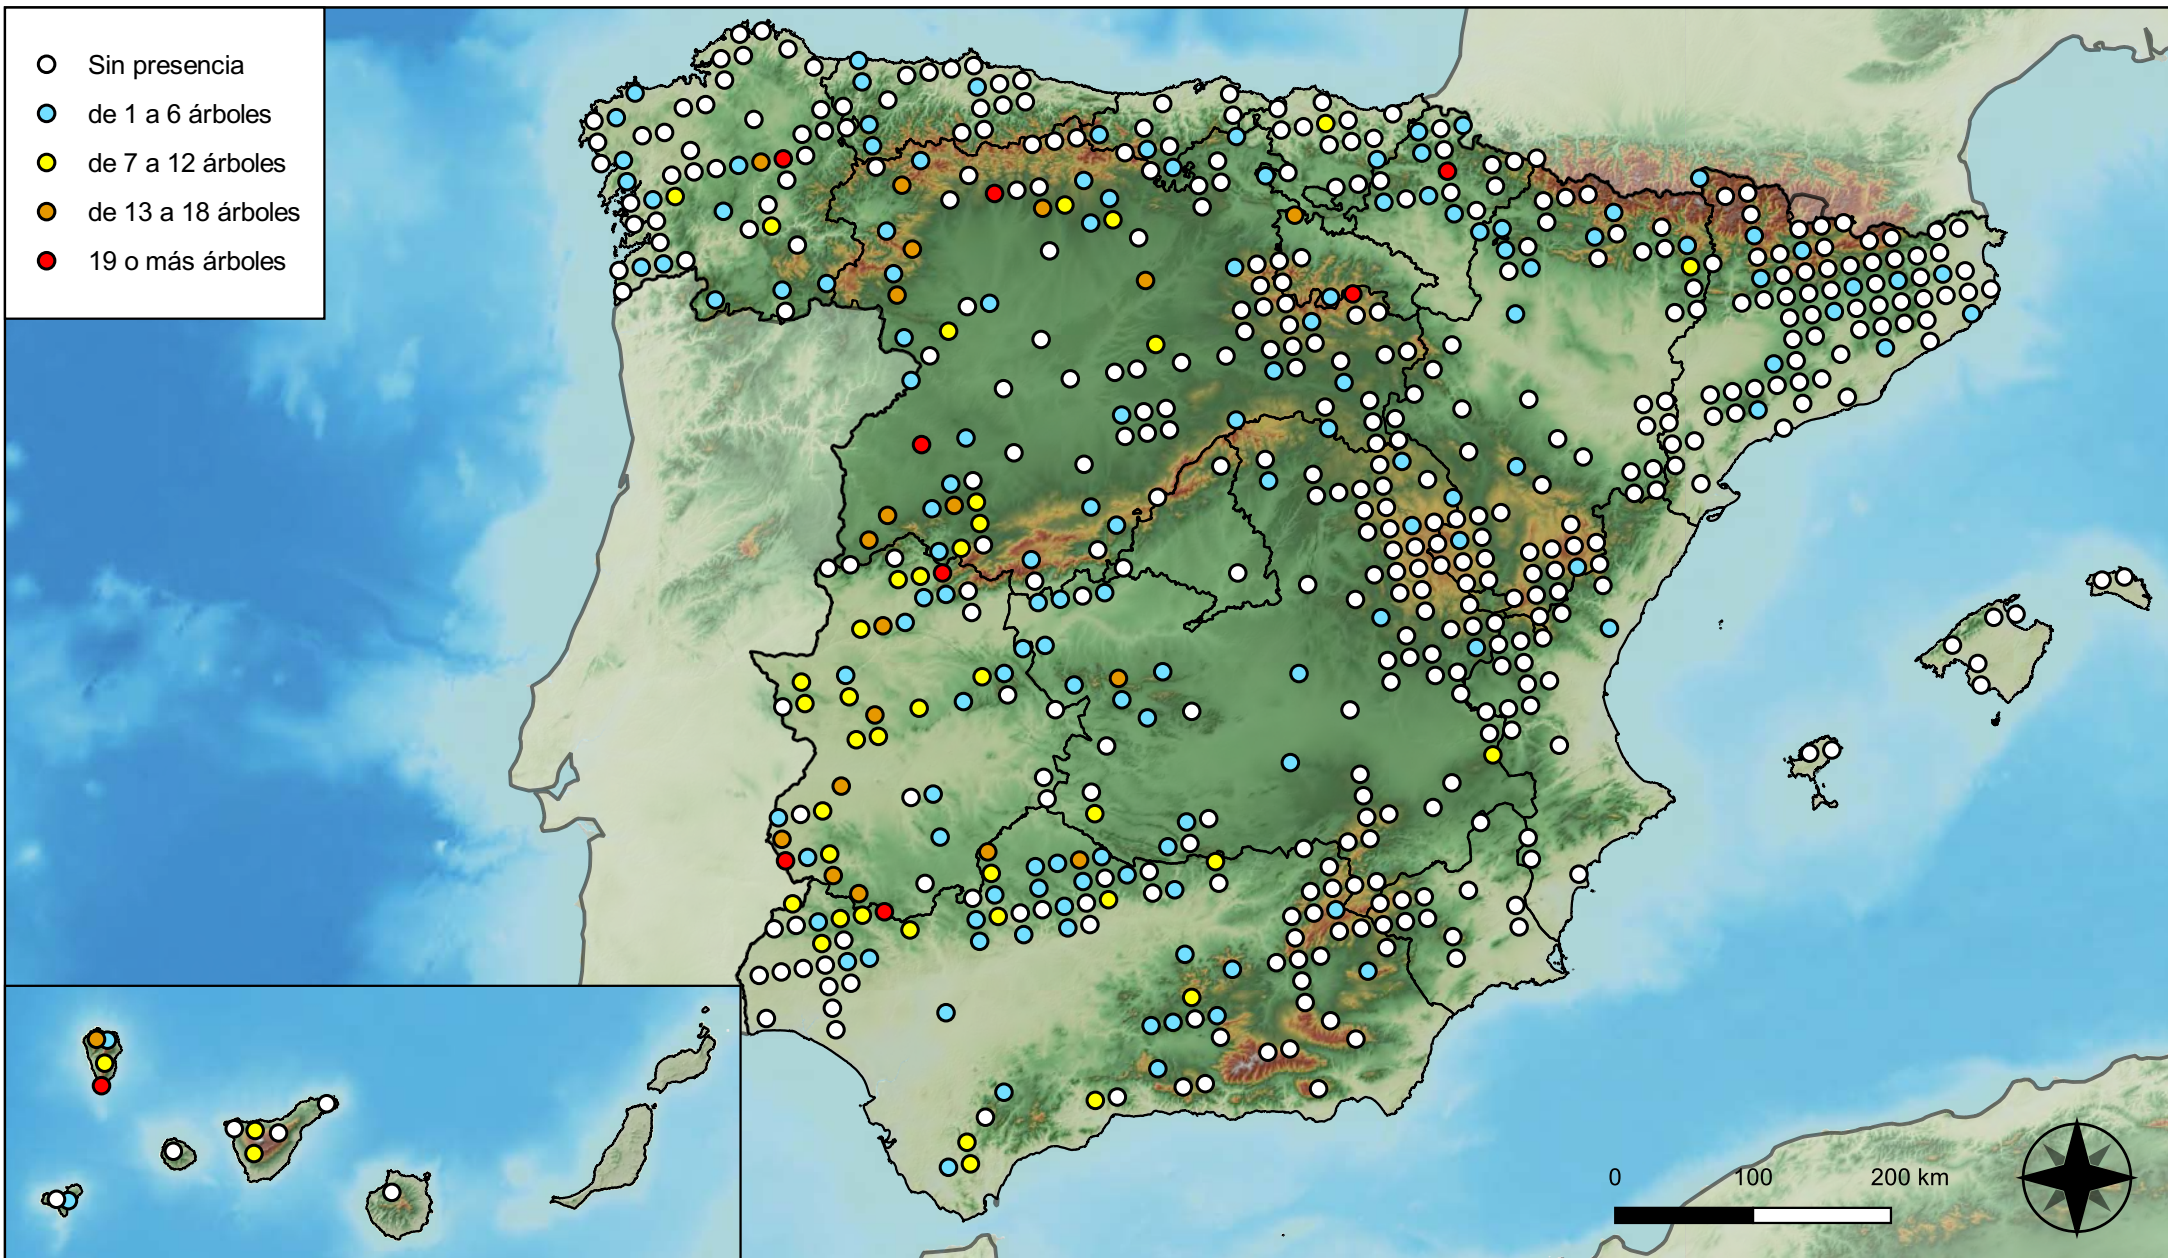 Sin presencia
de 1 a 6 árboles
de 7 a 12 árboles
de 13 a 18 árboles
19 o más árboles
0 100 200 km